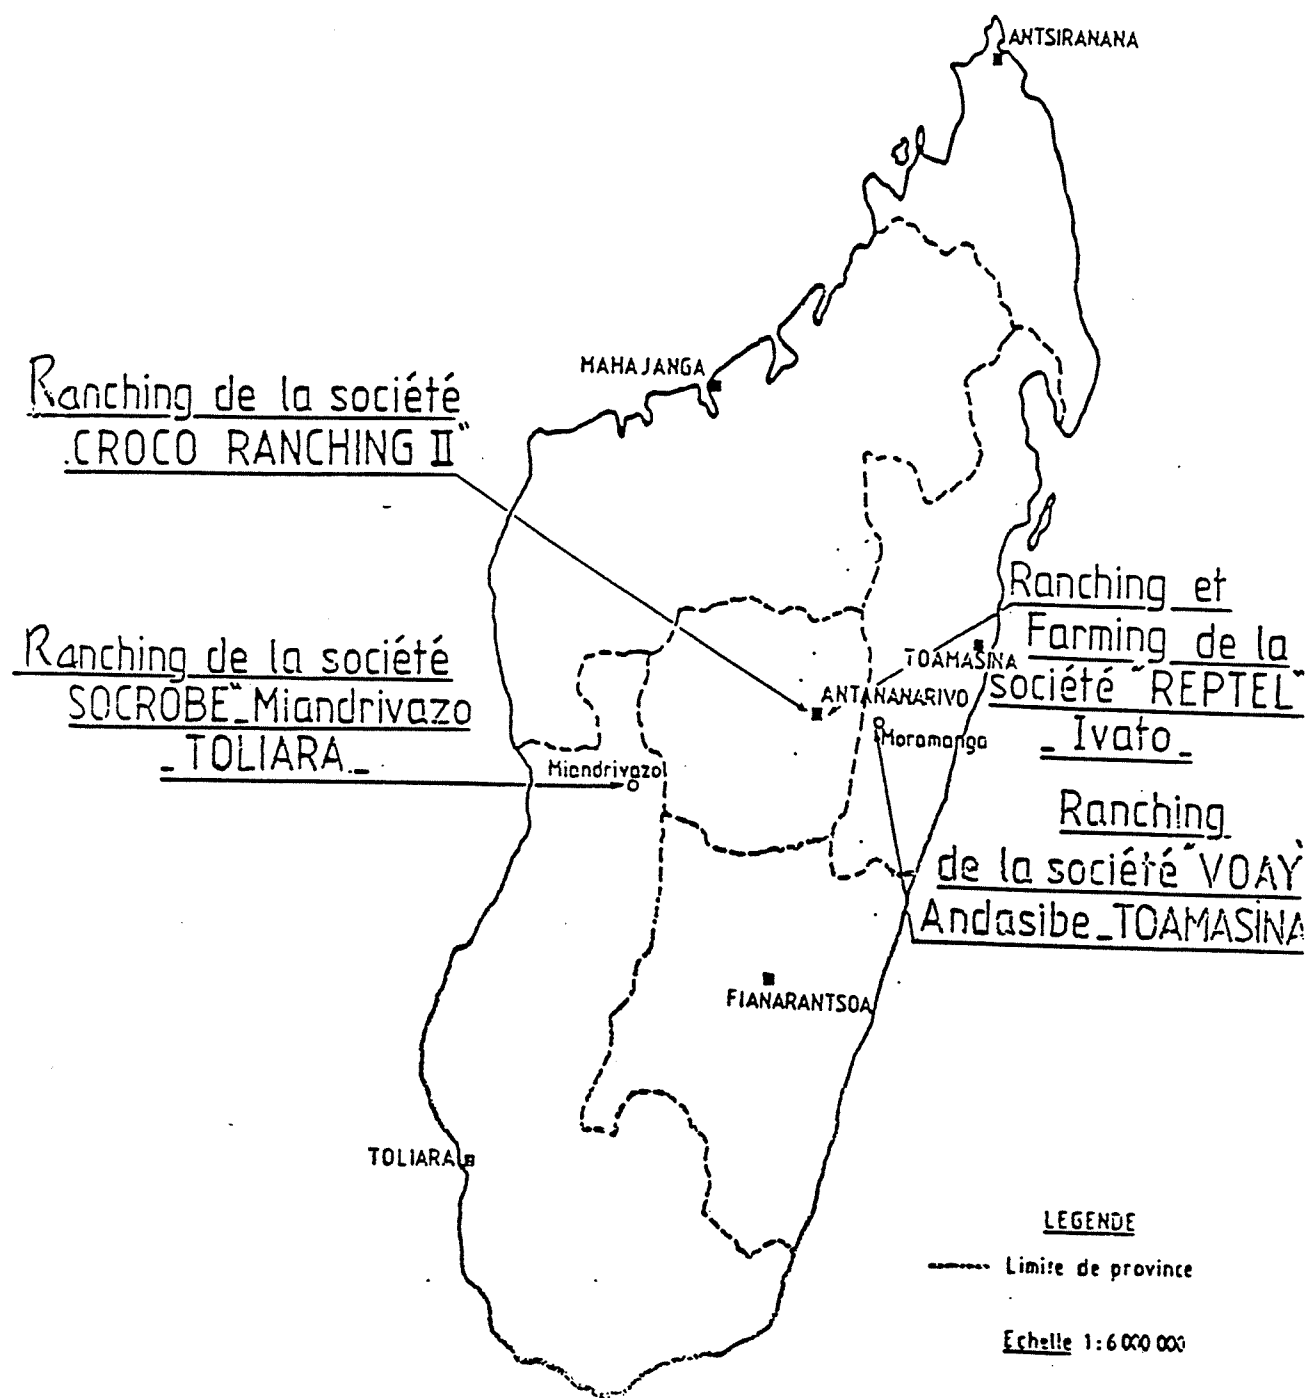 ANTSIRANANA
MAHAJANGA
Ranching de la société
"CROCO RANCHING II"
Ranching et
Farming de la
société "REPTEL"
_ Ivato _
TOAMASINA
ANTANANARIVO
Moramanga
Ranching de la société
SOCROBE"_Miandrivazo
_ TOLIARA _
Miandrivazo
Ranching
de la société "VOAY"
Andasibe _ TOAMASINA
FIANARANTSOA
TOLIARA
LEGENDE
Limite de province
Echelle 1:6 000 000